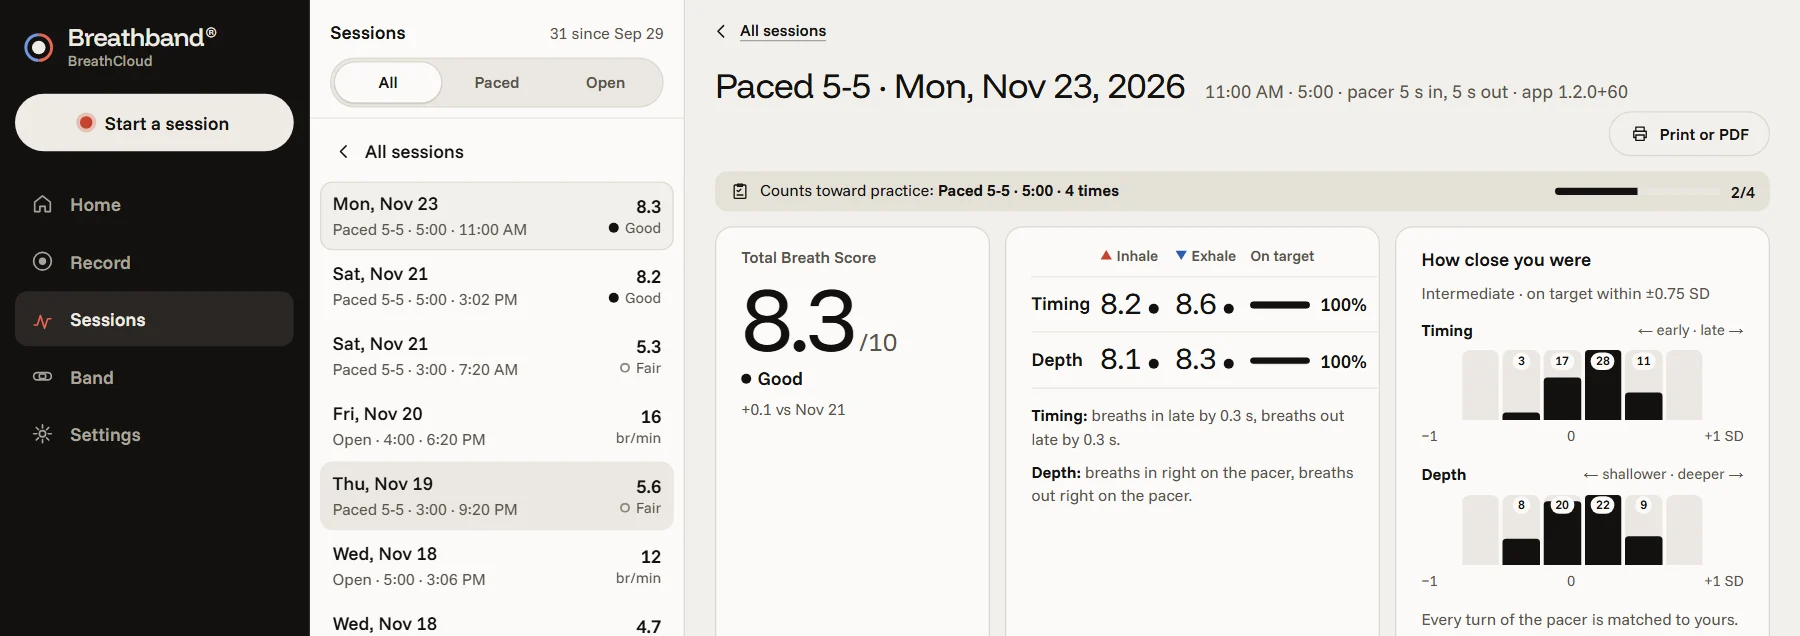 Breathband®
BreathCloud
Start a session
Home
Record
Sessions
Band
Settings
Sessions
31 since Sep 29
All
Paced
Open
All sessions
Mon, Nov 23
8.3
Paced 5-5 · 5:00 · 11:00 AM
Good
Sat, Nov 21
8.2
Paced 5-5 · 5:00 · 3:02 PM
Good
Sat, Nov 21
5.3
Paced 5-5 · 3:00 · 7:20 AM
Fair
Fri, Nov 20
16
Open · 4:00 · 6:20 PM
br/min
Thu, Nov 19
5.6
Paced 5-5 · 3:00 · 9:20 PM
Fair
Wed, Nov 18
12
Open · 5:00 · 3:06 PM
br/min
Wed, Nov 18
4.7
All sessions
Paced 5-5 · Mon, Nov 23, 2026
11:00 AM · 5:00 · pacer 5 s in, 5 s out · app 1.2.0+60
Print or PDF
Counts toward practice: Paced 5-5 · 5:00 · 4 times
2/4
Total Breath Score
8.3/10
Good
+0.1 vs Nov 21
Inhale
Exhale
On target
Timing 8.2 8.6 100%
Depth 8.1 8.3 100%
Timing: breaths in late by 0.3 s, breaths out
late by 0.3 s.
Depth: breaths in right on the pacer, breaths
out right on the pacer.
How close you were
Intermediate · on target within ±0.75 SD
Timing
← early · late →
3 17 28 11
−1 0 +1 SD
Depth
← shallower · deeper →
8 20 22 9
−1 0 +1 SD
Every turn of the pacer is matched to yours.